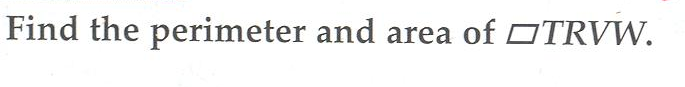 Find the perimeter and area of ▱TRVW.